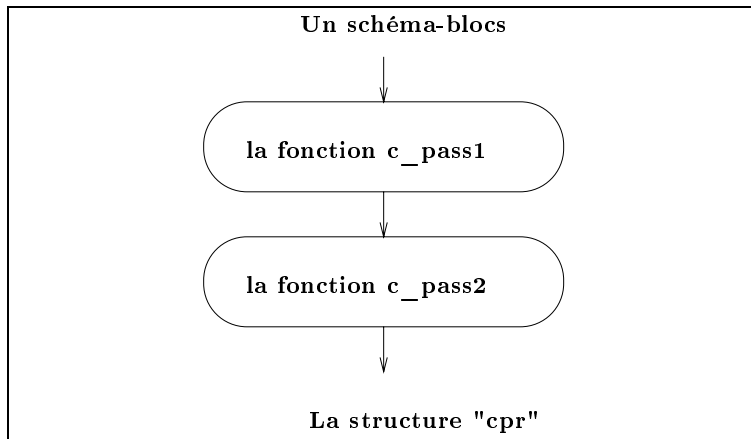 Un schéma-blocs
la fonction c_pass1
la fonction c_pass2
La structure "cpr"